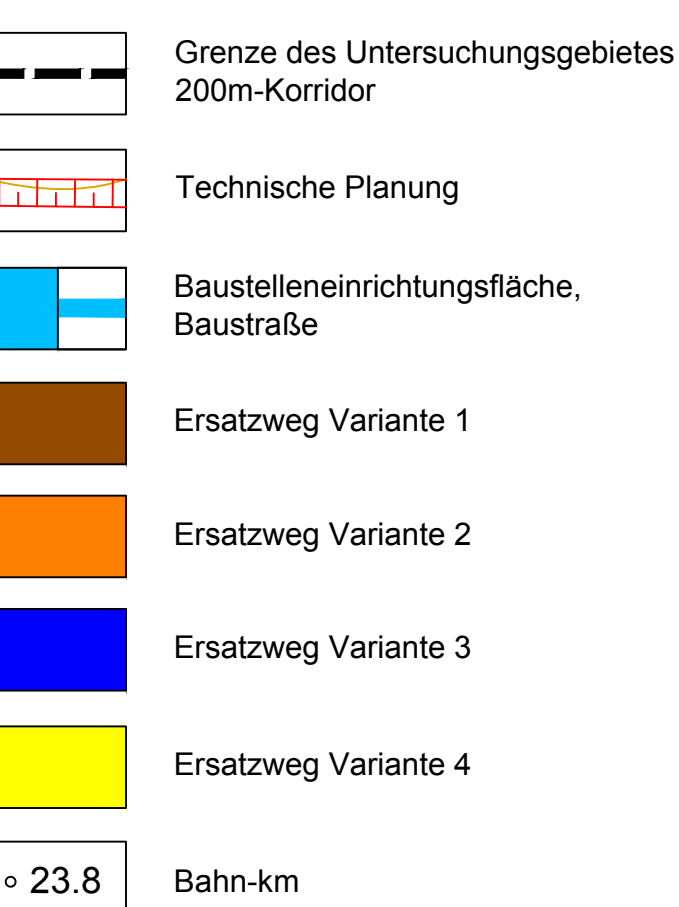 Grenze des Untersuchungsgebietes
200m-Korridor
Technische Planung
Baustelleneinrichtungsfläche,
Baustraße
Ersatzweg Variante 1
Ersatzweg Variante 2
Ersatzweg Variante 3
Ersatzweg Variante 4
23.8 Bahn-km